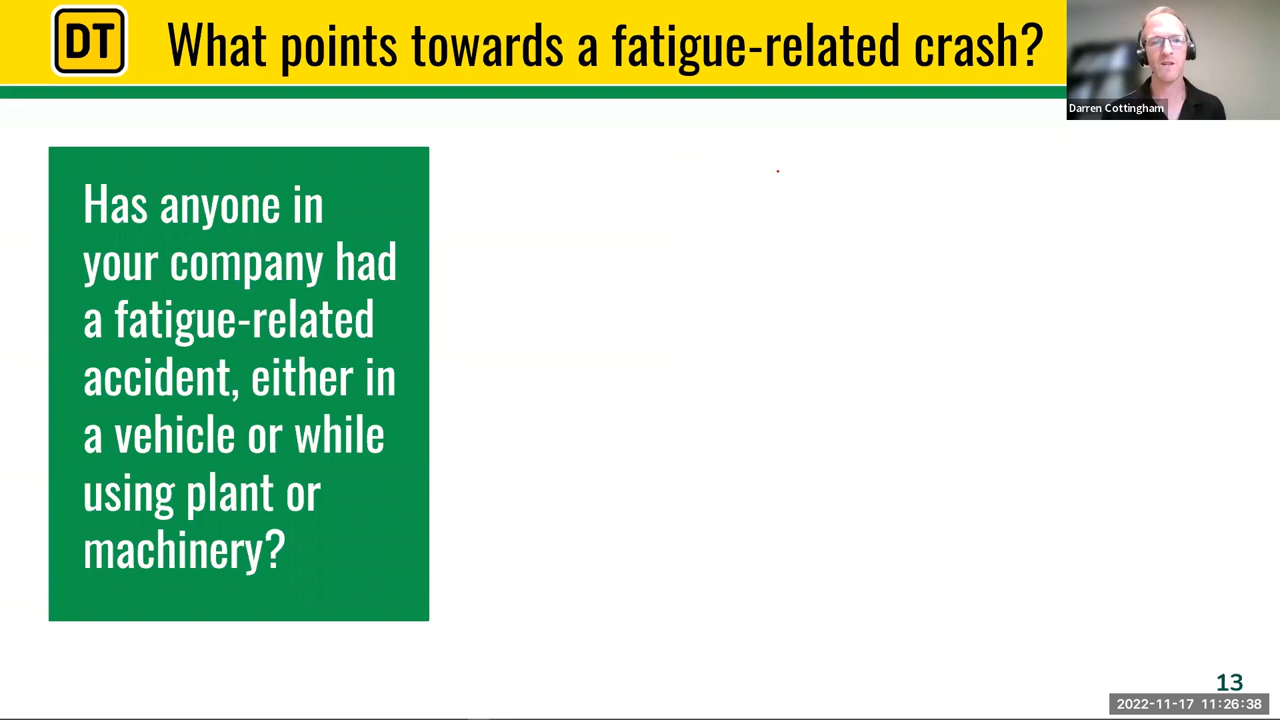 DT
What points towards a fatigue-related crash?
Darren Cottingham
Has anyone in
your company had
a fatigue-related
accident, either in
a vehicle or while
using plant or
machinery?
13
2022-11-17 11:26:38